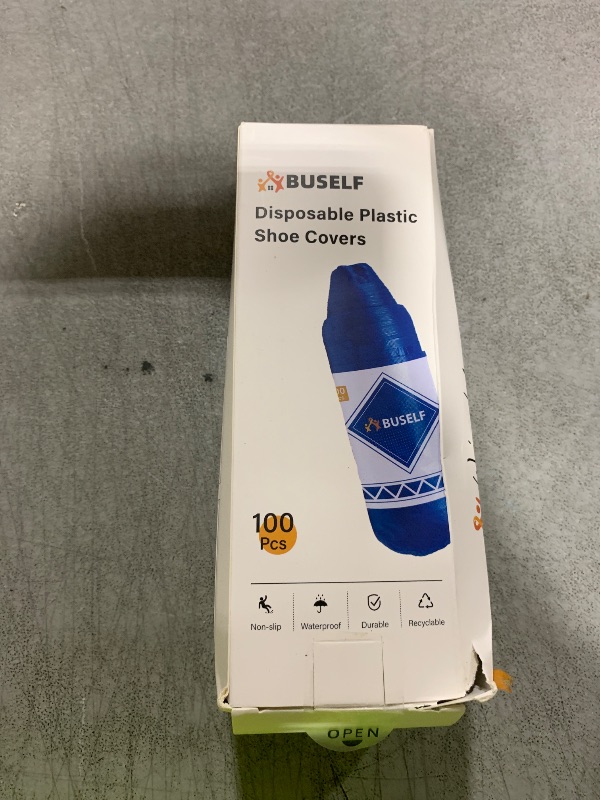 BUSELF
Disposable Plastic
Shoe Covers
BUSELF
100
Pcs
Non-slip
Waterproof
Durable
Recyclable
OPEN